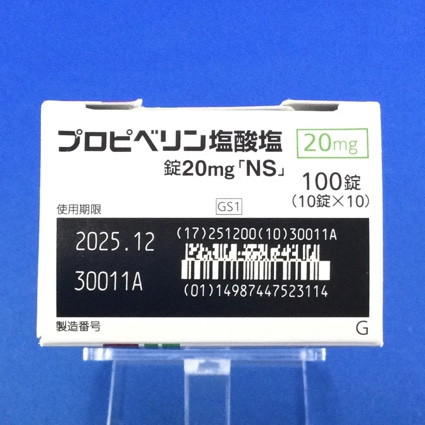 プロピベリン塩酸塩 20mg
錠20mg「NS」
100錠
(10錠×10)
使用期限
GS1
2025.12
(17)251200(10)30011A
30011A
(01)14987447523114
製造番号
G